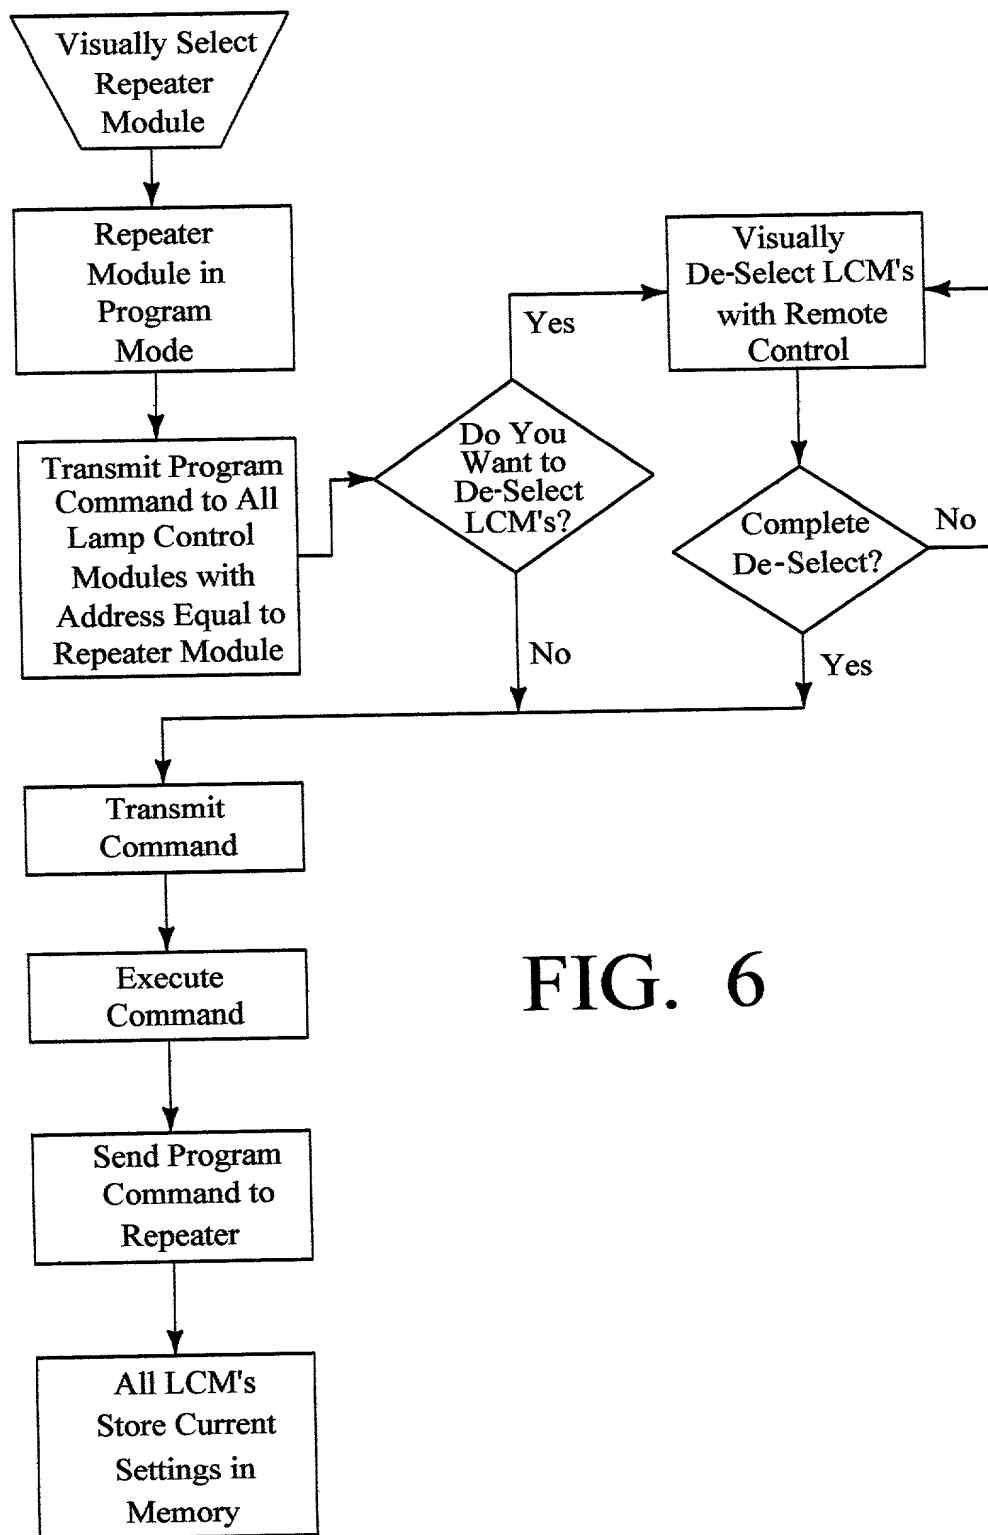 Visually Select
Repeater
Module
Repeater
Module in
Program
Mode
Transmit Program
Command to All
Lamp Control
Modules with
Address Equal to
Repeater Module
Do You
Want to
De-Select
LCM's?
Yes
No
Visually
De-Select LCM's
with Remote
Control
Complete
De-Select?
No
Yes
Transmit
Command
Execute
Command
Send Program
Command to
Repeater
All LCM's
Store Current
Settings in
Memory
FIG. 6